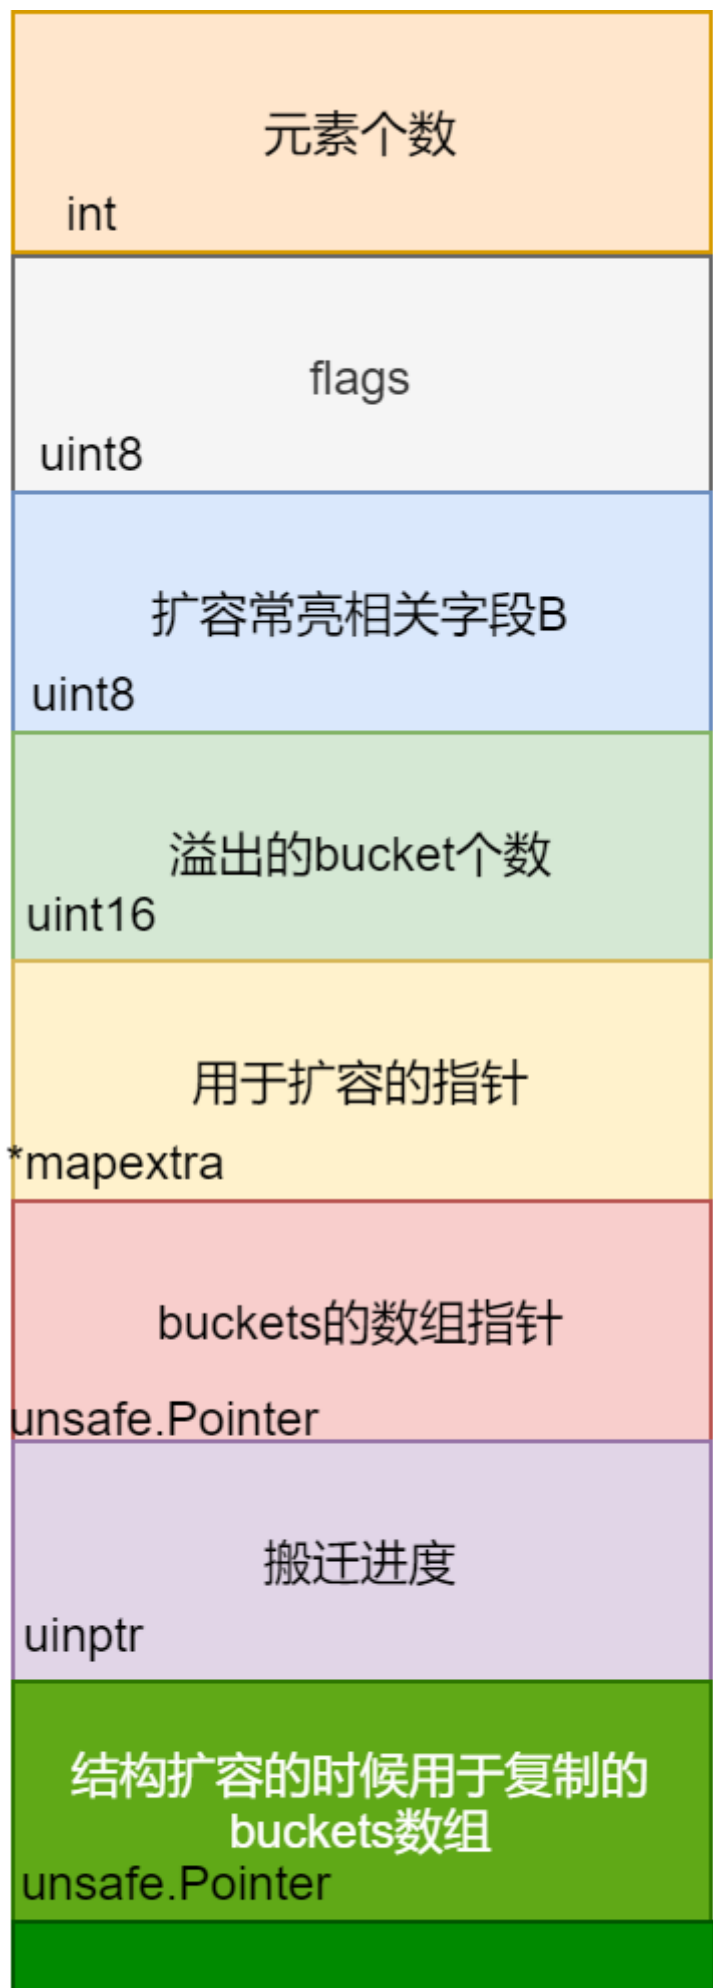 元素个数
int
flags
uint8
扩容常亮相关字段B
uint8
溢出的bucket个数
uint16
用于扩容的指针
*mapextra
buckets的数组指针
unsafe.Pointer
搬迁进度
uinptr
结构扩容的时候用于复制的
buckets数组
unsafe.Pointer